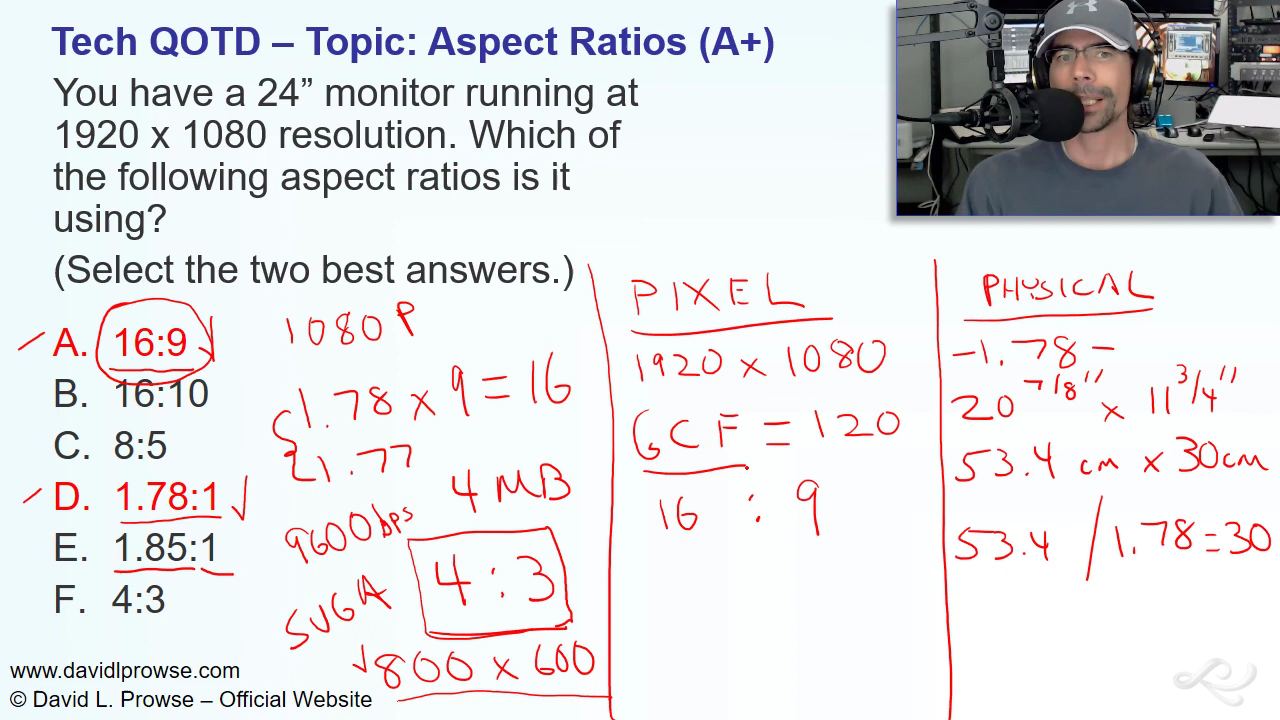 Tech QOTD – Topic: Aspect Ratios (A+)
You have a 24” monitor running at
1920 x 1080 resolution. Which of
the following aspect ratios is it
using?
(Select the two best answers.)
A. 16:9
B. 16:10
C. 8:5
D. 1.78:1
E. 1.85:1
F. 4:3
1080 P
1.78 x 9 = 16
1.77
4 MB
9600 bps
4:3
SVGA
800 x 600
PIXEL
1920 x 1080
GCF = 120
16 : 9
PHYSICAL
-1.78-
20 7/8" x 11 3/4"
53.4 cm x 30cm
53.4 / 1.78 = 30
www.davidlprowse.com
© David L. Prowse – Official Website